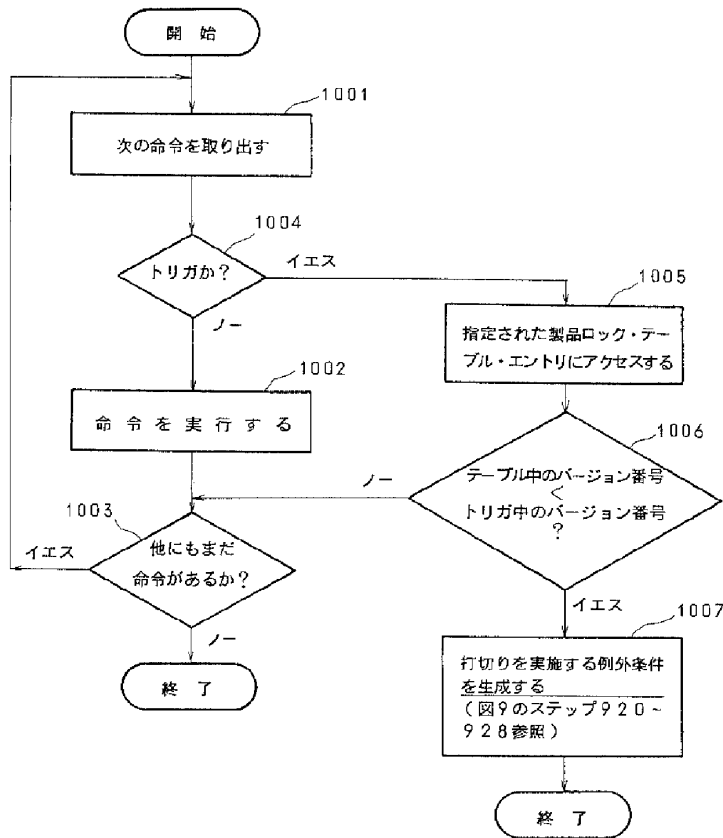 開始
1001
次の命令を取り出す
1004
トリガか?
イエス
ノー
1005
指定された製品ロック・テー
ブル・エントリにアクセスする
1002
命令を実行する
1006
テーブル中のバージョン番号
<
トリガ中のバージョン番号
?
ノー
1003
他にもまだ
命令があるか?
イエス
ノー
終了
イエス
1007
打切りを実施する例外条件
を生成する
(図9のステップ920~
928参照)
終了